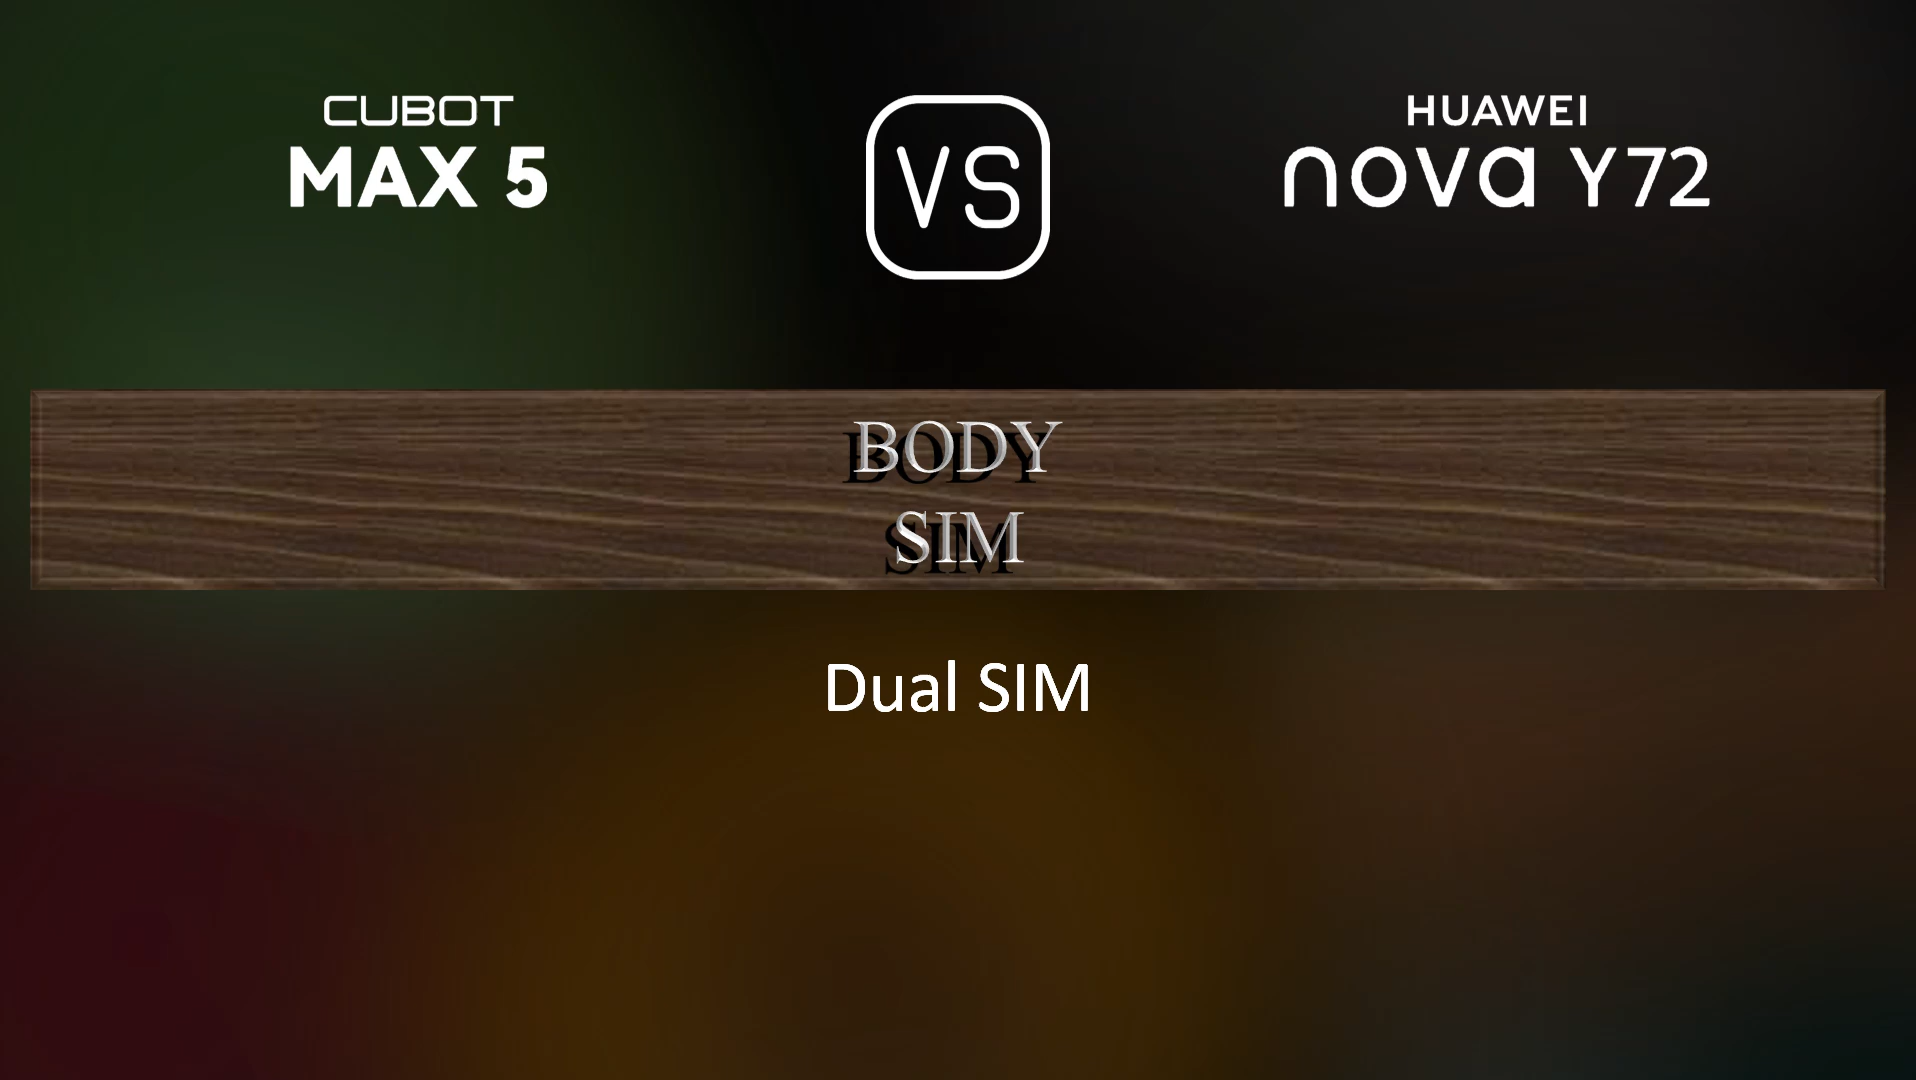 CUBOT
MAX 5
VS
HUAWEI
nova Y72
BODY
SIM
Dual SIM